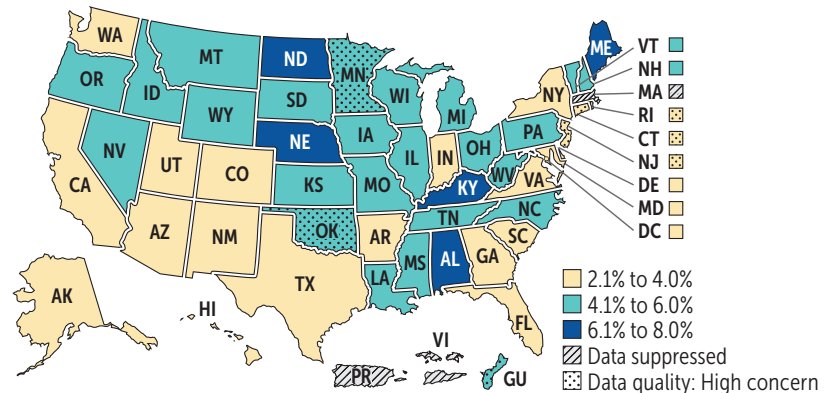 WA
MT
ND
MN
ME
VT
NH
MA
RI
CT
NJ
DE
MD
DC
OR
ID
WY
SD
WI
MI
NY
NV
UT
CO
NE
IA
IL
IN
OH
PA
CA
KS
MO
KY
WV
VA
AZ
NM
OK
AR
TN
NC
SC
TX
LA
MS
AL
GA
FL
AK
HI
PR
VI
GU
2.1% to 4.0%
4.1% to 6.0%
6.1% to 8.0%
Data suppressed
Data quality: High concern